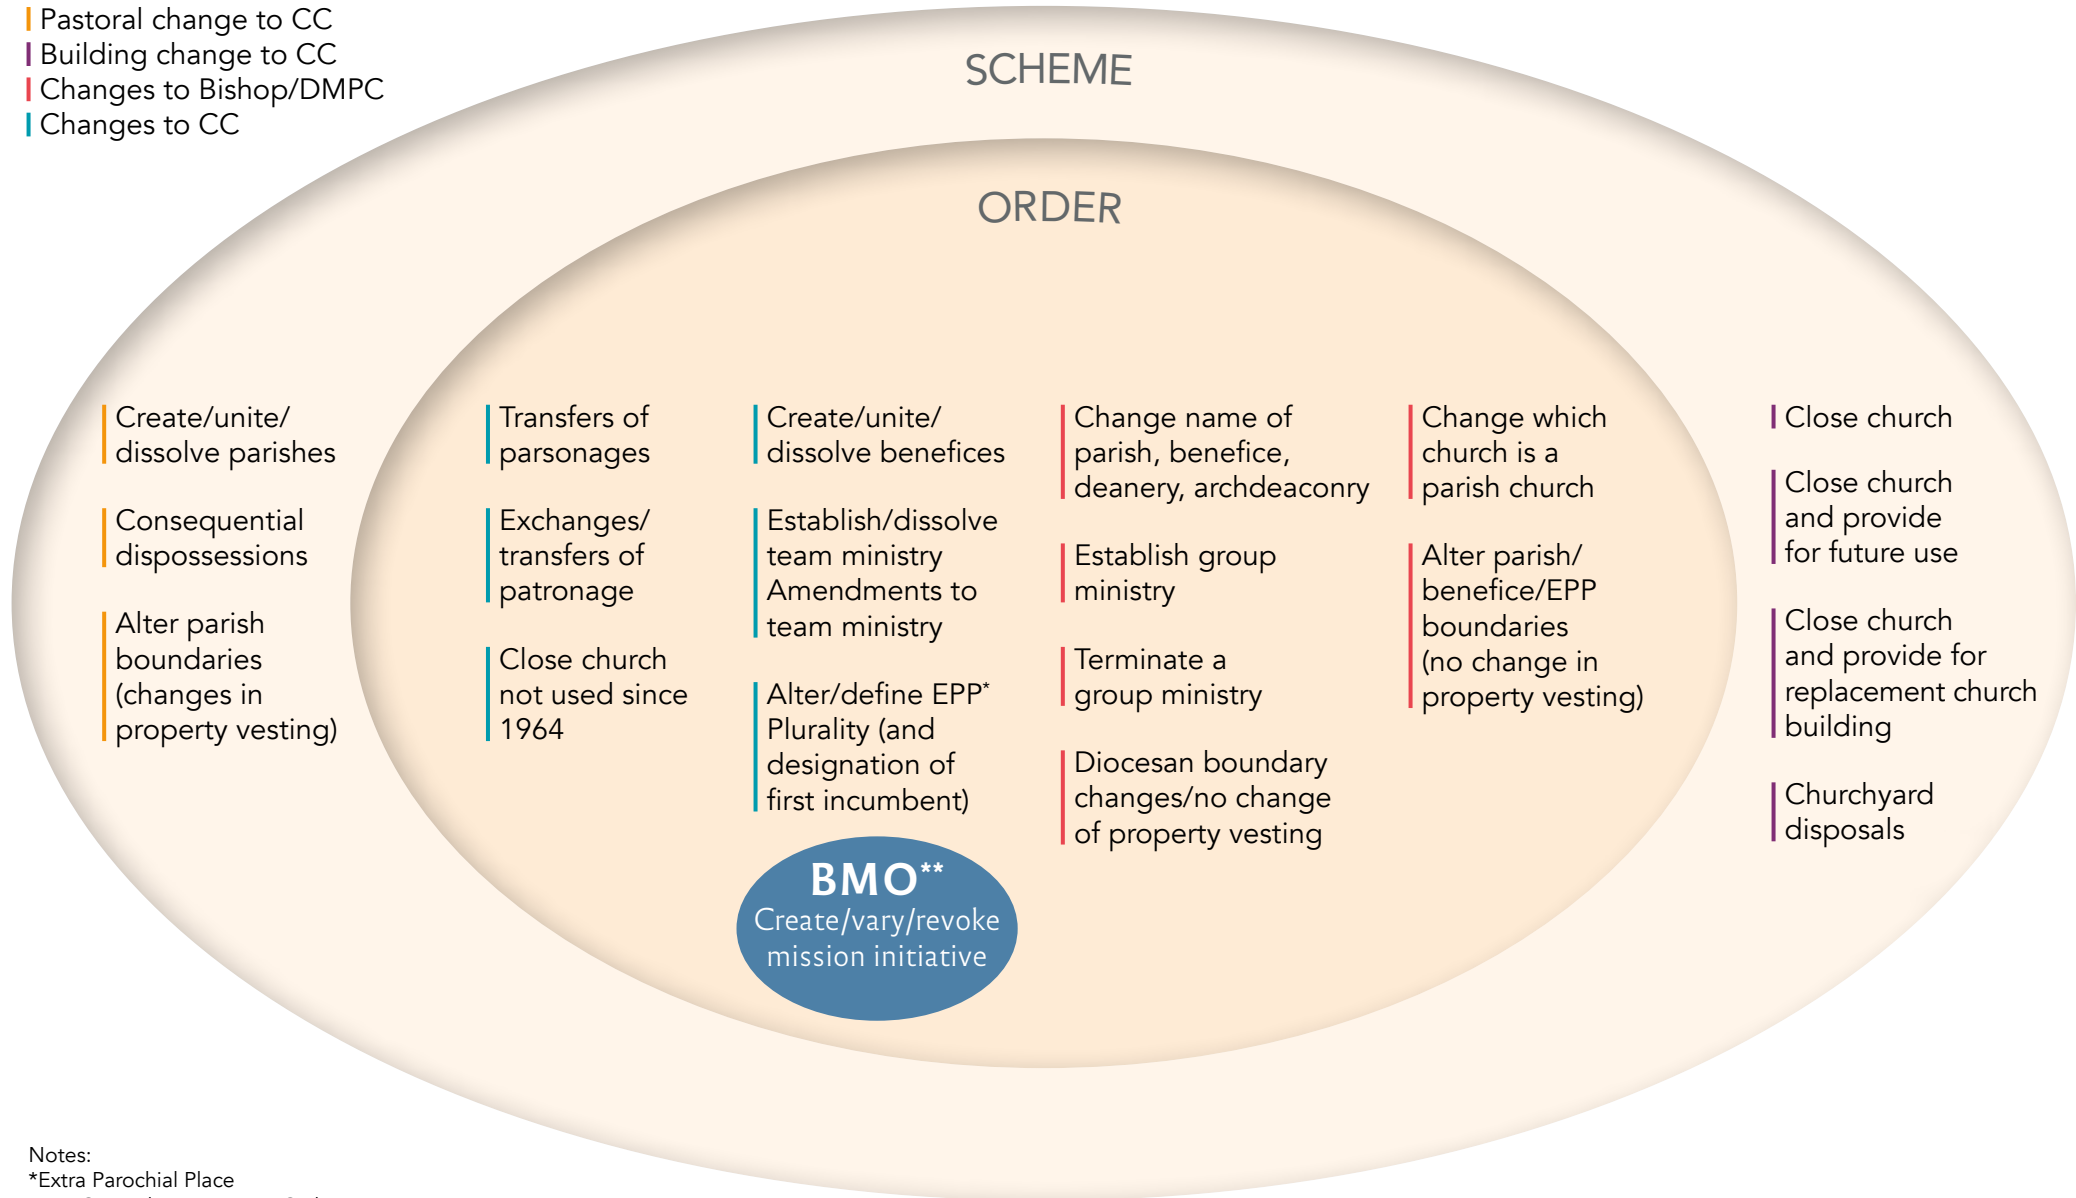 Pastoral change to CC
Building change to CC
Changes to Bishop/DMPC
Changes to CC
SCHEME
ORDER
Create/unite/
dissolve parishes
Consequential
dispossessions
Alter parish
boundaries
(changes in
property vesting)
Transfers of
parsonages
Exchanges/
transfers of
patronage
Close church
not used since
1964
Create/unite/
dissolve benefices
Establish/dissolve
team ministry
Amendments to
team ministry
Alter/define EPP*
Plurality (and
designation of
first incumbent)
BMO**
Create/vary/revoke
mission initiative
Change name of
parish, benefice,
deanery, archdeaconry
Establish group
ministry
Terminate a
group ministry
Diocesan boundary
changes/no change
of property vesting
Change which
church is a
parish church
Alter parish/
benefice/EPP
boundaries
(no change in
property vesting)
Close church
Close church
and provide
for future use
Close church
and provide for
replacement church
building
Churchyard
disposals
Notes:
*Extra Parochial Place